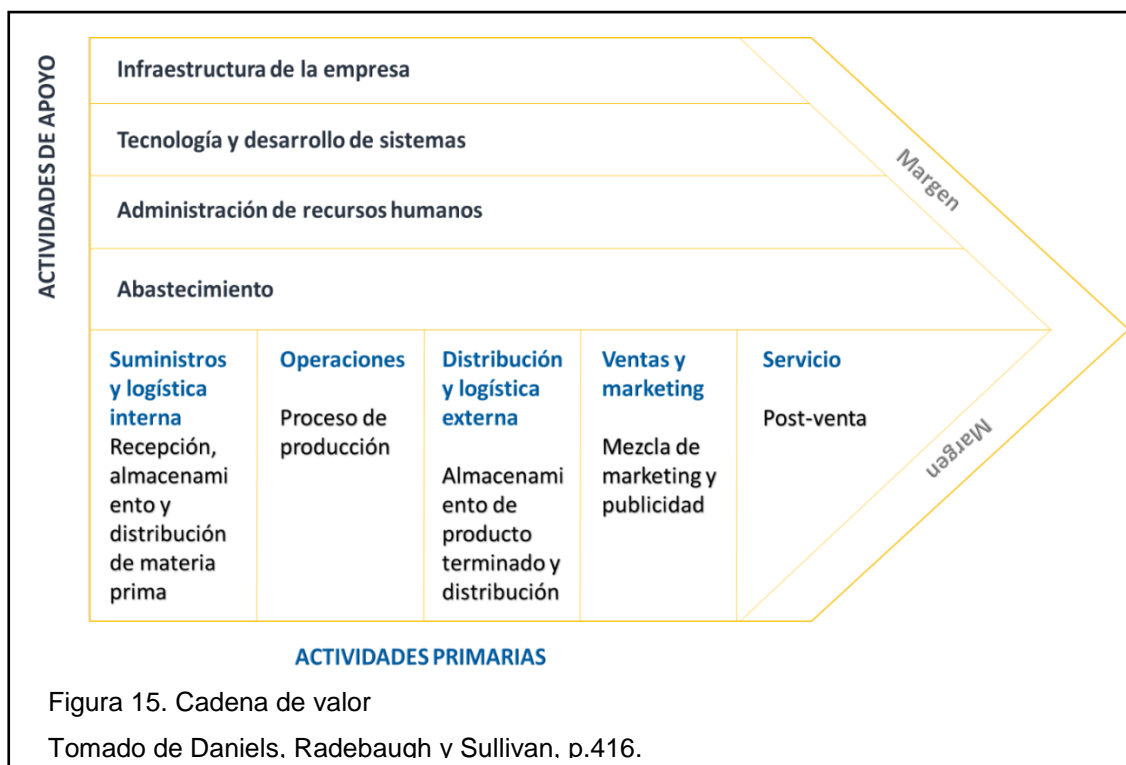 ACTIVIDADES DE APOYO
Infraestructura de la empresa
Tecnología y desarrollo de sistemas
Administración de recursos humanos
Abastecimiento
Margen
Suministros
y logística
interna
Recepción,
almacenami
ento y
distribución
de materia
prima
Operaciones
Proceso de
producción
Distribución
y logística
externa
Almacenami
ento de
producto
terminado y
distribución
Ventas y
marketing
Mezcla de
marketing y
publicidad
Servicio
Post-venta
Margen
ACTIVIDADES PRIMARIAS
Figura 15. Cadena de valor
Tomado de Daniels, Radebaugh y Sullivan, p.416.